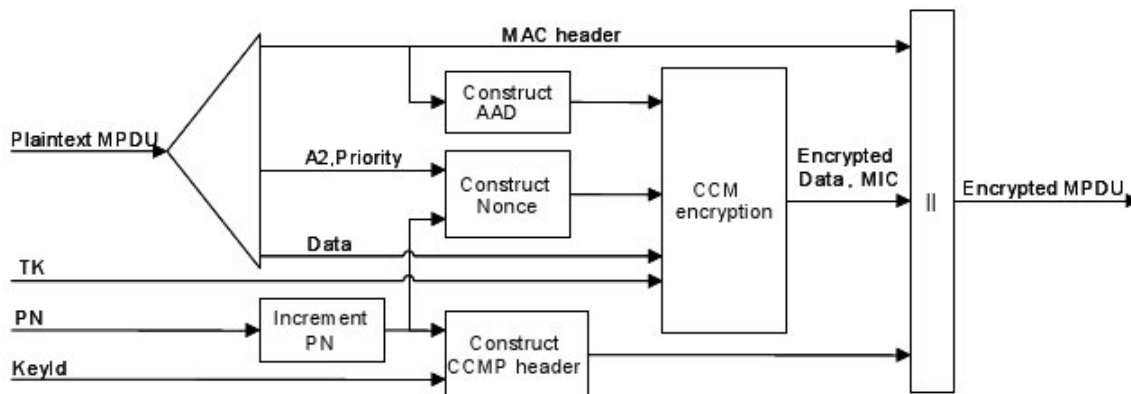 MAC header
Construct
AAD
Plaintext MPDU
A2,Priority
Construct
Nonce
CCM
encryption
Encrypted
Data, MIC
||
Encrypted MPDU
Data
TK
PN
Increment
PN
Construct
CCMP header
KeyId